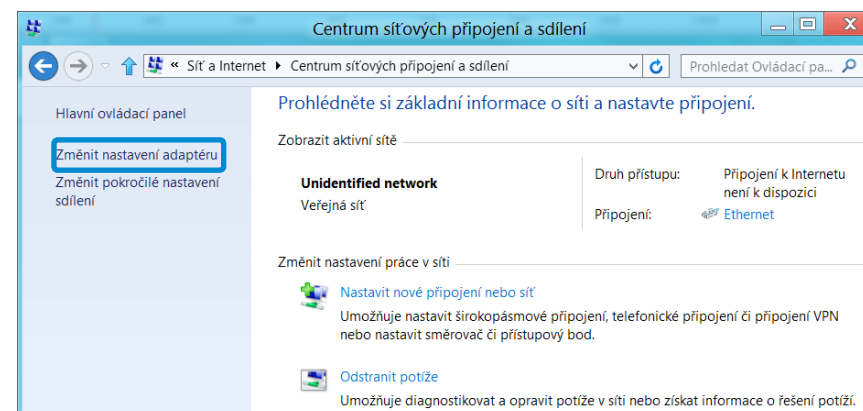 Centrum síťových připojení a sdílení
« Síť a Internet ▸ Centrum síťových připojení a sdílení
Prohledat Ovládací pa...
Hlavní ovládací panel
Změnit nastavení adaptéru
Změnit pokročilé nastavení
sdílení
Prohlédněte si základní informace o síti a nastavte připojení.
Zobrazit aktivní sítě
Unidentified network
Veřejná síť
Druh přístupu: Připojení k Internetu
není k dispozici
Připojení: Ethernet
Změnit nastavení práce v síti
Nastavit nové připojení nebo síť
Umožňuje nastavit širokopásmové připojení, telefonické připojení či připojení VPN
nebo nastavit směrovač či přístupový bod.
Odstranit potíže
Umožňuje diagnostikovat a opravit potíže v síti nebo získat informace o řešení potíží.